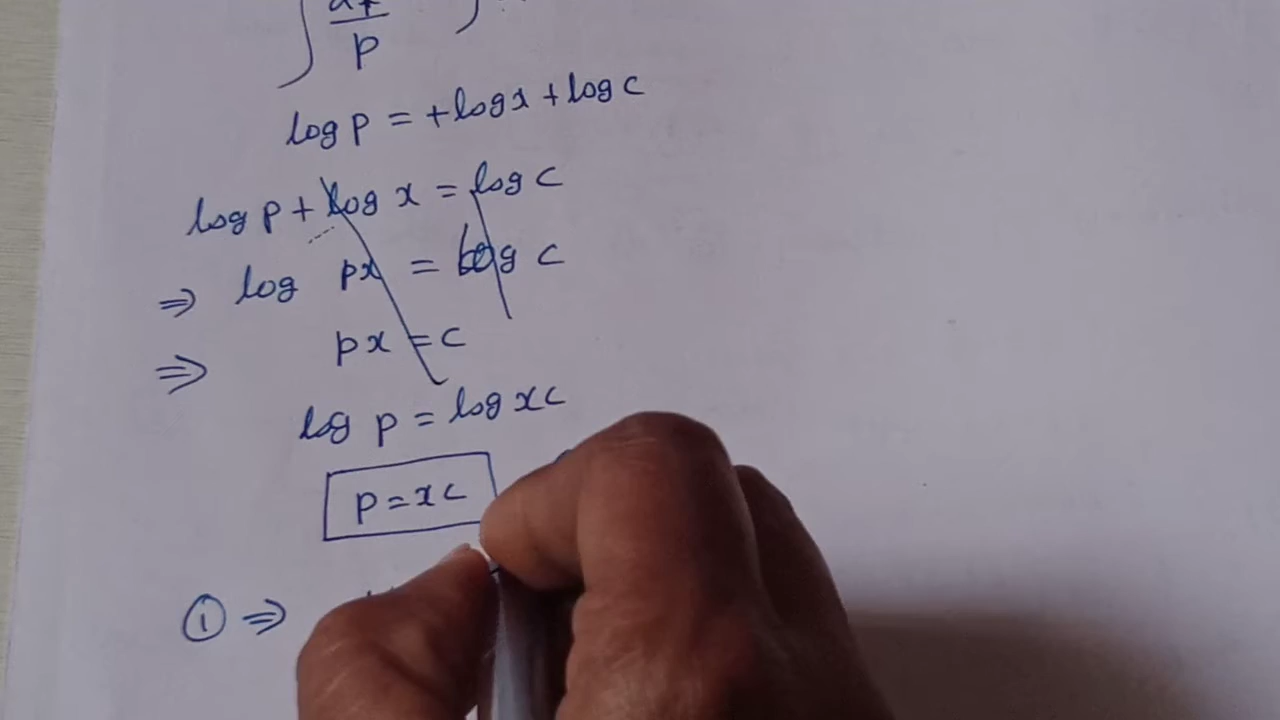 ∫ /p ∫
log p = + log x + log c
log p + log x = log c
⇒ log px = log c
⇒ px = c
log p = log xc
p = xc
① ⇒